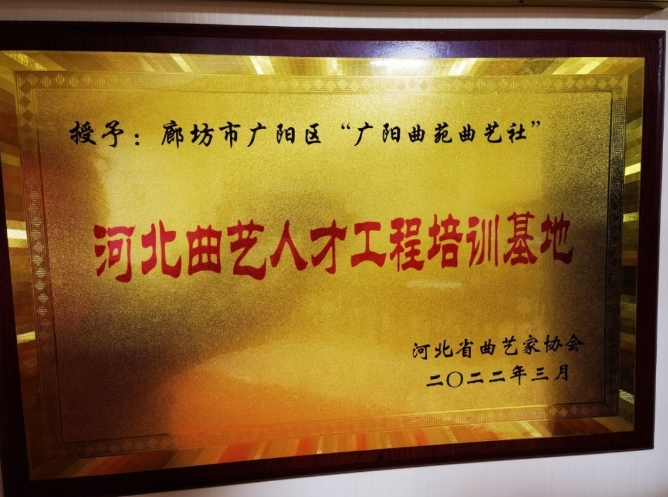 授予：廊坊市广阳区“广阳曲苑曲艺社”
河北曲艺人才工程培训基地
河北省曲艺家协会
二〇二二年三月